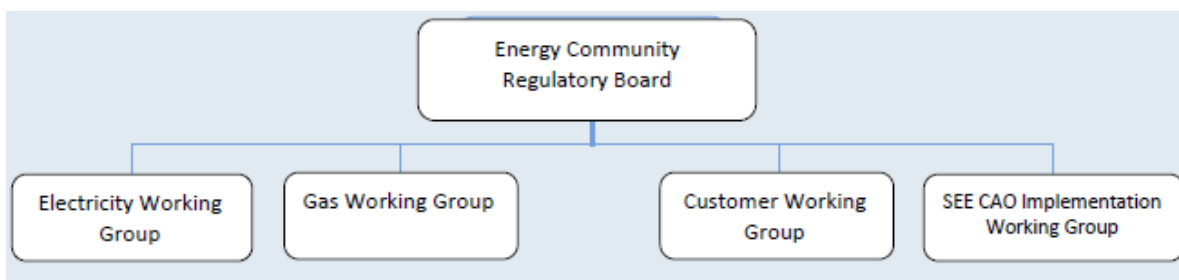 Energy Community
Regulatory Board
Electricity Working
Group
Gas Working Group
Customer Working
Group
SEE CAO Implementation
Working Group